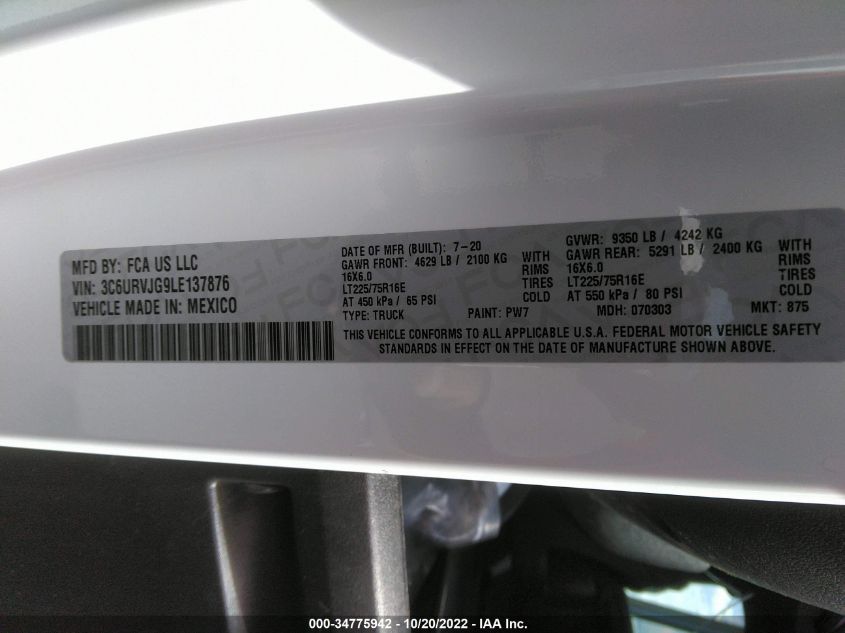 MFD BY: FCA US LLC
VIN: 3C6URVJG9LE137876
VEHICLE MADE IN: MEXICO
DATE OF MFR (BUILT): 7-20
GAWR FRONT: 4629 LB / 2100 KG WITH
16X6.0 RIMS
LT225/75R16E TIRES
AT 450 kPa / 65 PSI COLD
TYPE: TRUCK PAINT: PW7
GVWR: 9350 LB / 4242 KG
GAWR REAR: 5291 LB / 2400 KG WITH
16X6.0 RIMS
LT225/75R16E TIRES
AT 550 kPa / 80 PSI COLD
MDH: 070303 MKT: 875
THIS VEHICLE CONFORMS TO ALL APPLICABLE U.S.A. FEDERAL MOTOR VEHICLE SAFETY
STANDARDS IN EFFECT ON THE DATE OF MANUFACTURE SHOWN ABOVE.
000-34775942 - 10/20/2022 - IAA Inc.